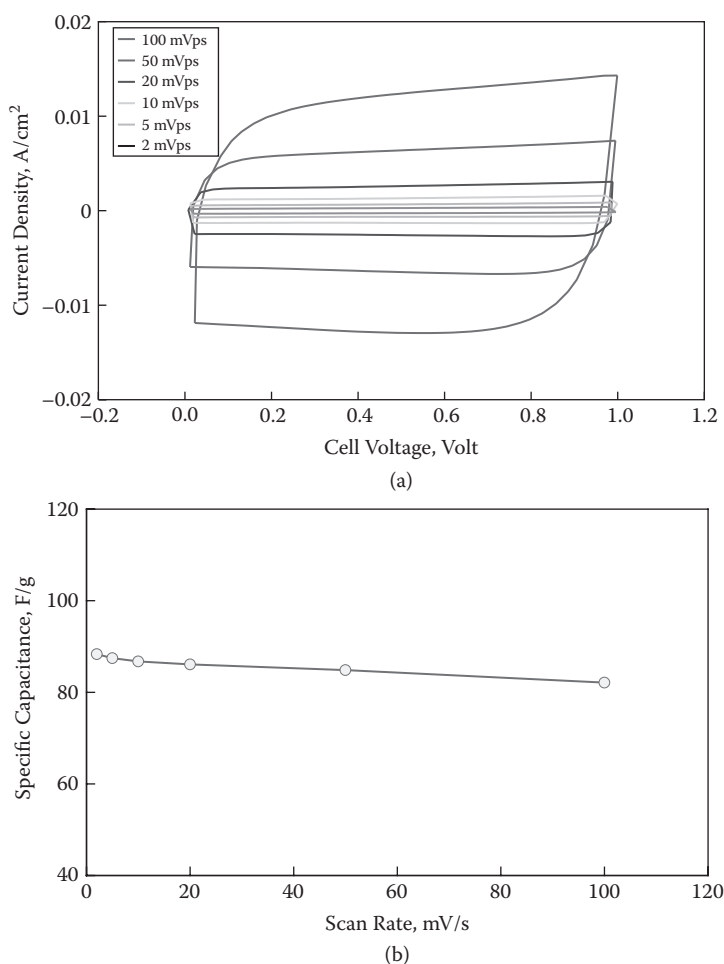 0.02
100 mVps
50 mVps
20 mVps
10 mVps
5 mVps
2 mVps
0.01
0
−0.01
−0.02
Current Density, A/cm²
−0.2 0.0 0.2 0.4 0.6 0.8 1.0 1.2
Cell Voltage, Volt
(a)
120
100
80
60
40
Specific Capacitance, F/g
0 20 40 60 80 100 120
Scan Rate, mV/s
(b)